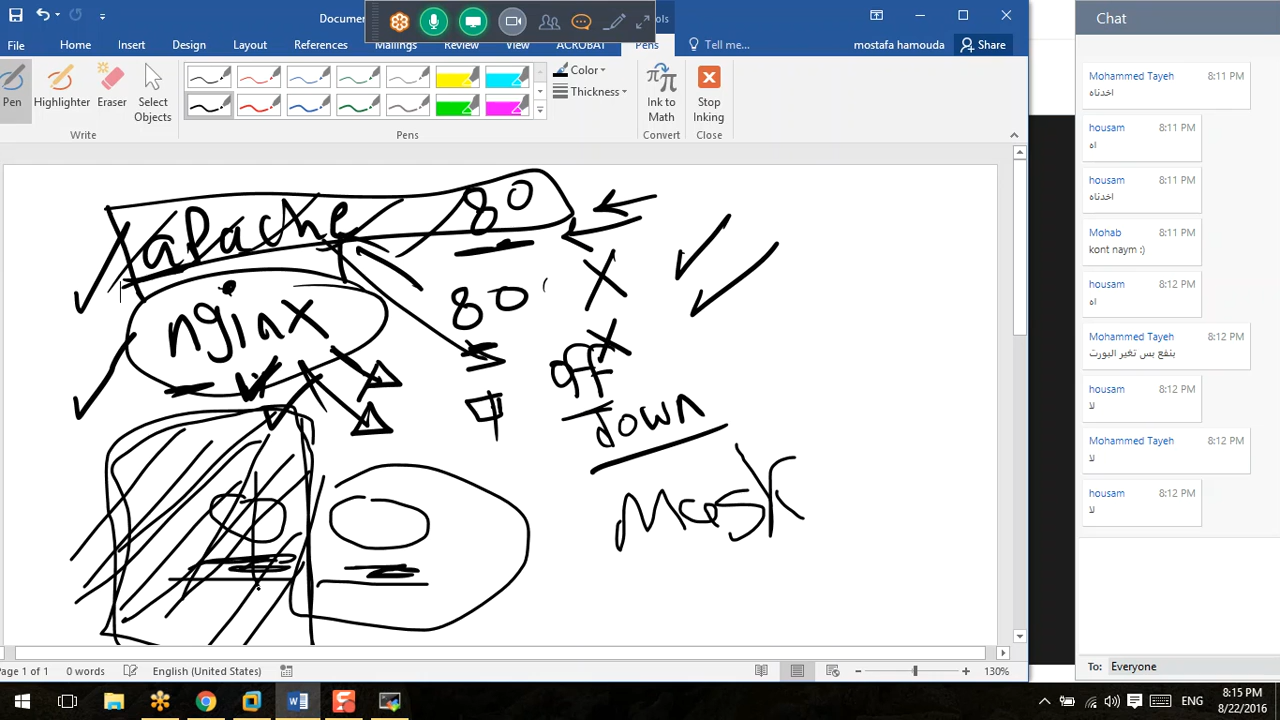 Docum
ols
mostafa hamouda
Share
File
Home
Insert
Design
Layout
References
Mailings
Review
View
ACROBAT
Pens
Tell me...
Pen
Highlighter
Eraser
Select Objects
Color
Thickness
Ink to Math
Stop Inking
Write
Pens
Convert
Close
apache 80
nginx 80
off
down
Mask
Page 1 of 1
0 words
English (United States)
130%
Chat
Mohammed Tayeh :11 PM
اخدناه
housam 8:11 PM
اه
housam 8:11 PM
اخدناه
Mohab 8:11 PM
kont naym :)
housam 8:11 PM
اه
Mohammed Tayeh 8:12 PM
ينفع بس تغير البورت
housam 8:12 PM
لا
Mohammed Tayeh 8:12 PM
لا
housam 8:12 PM
لا
To: Everyone
ENG
8:15 PM
8/22/2016